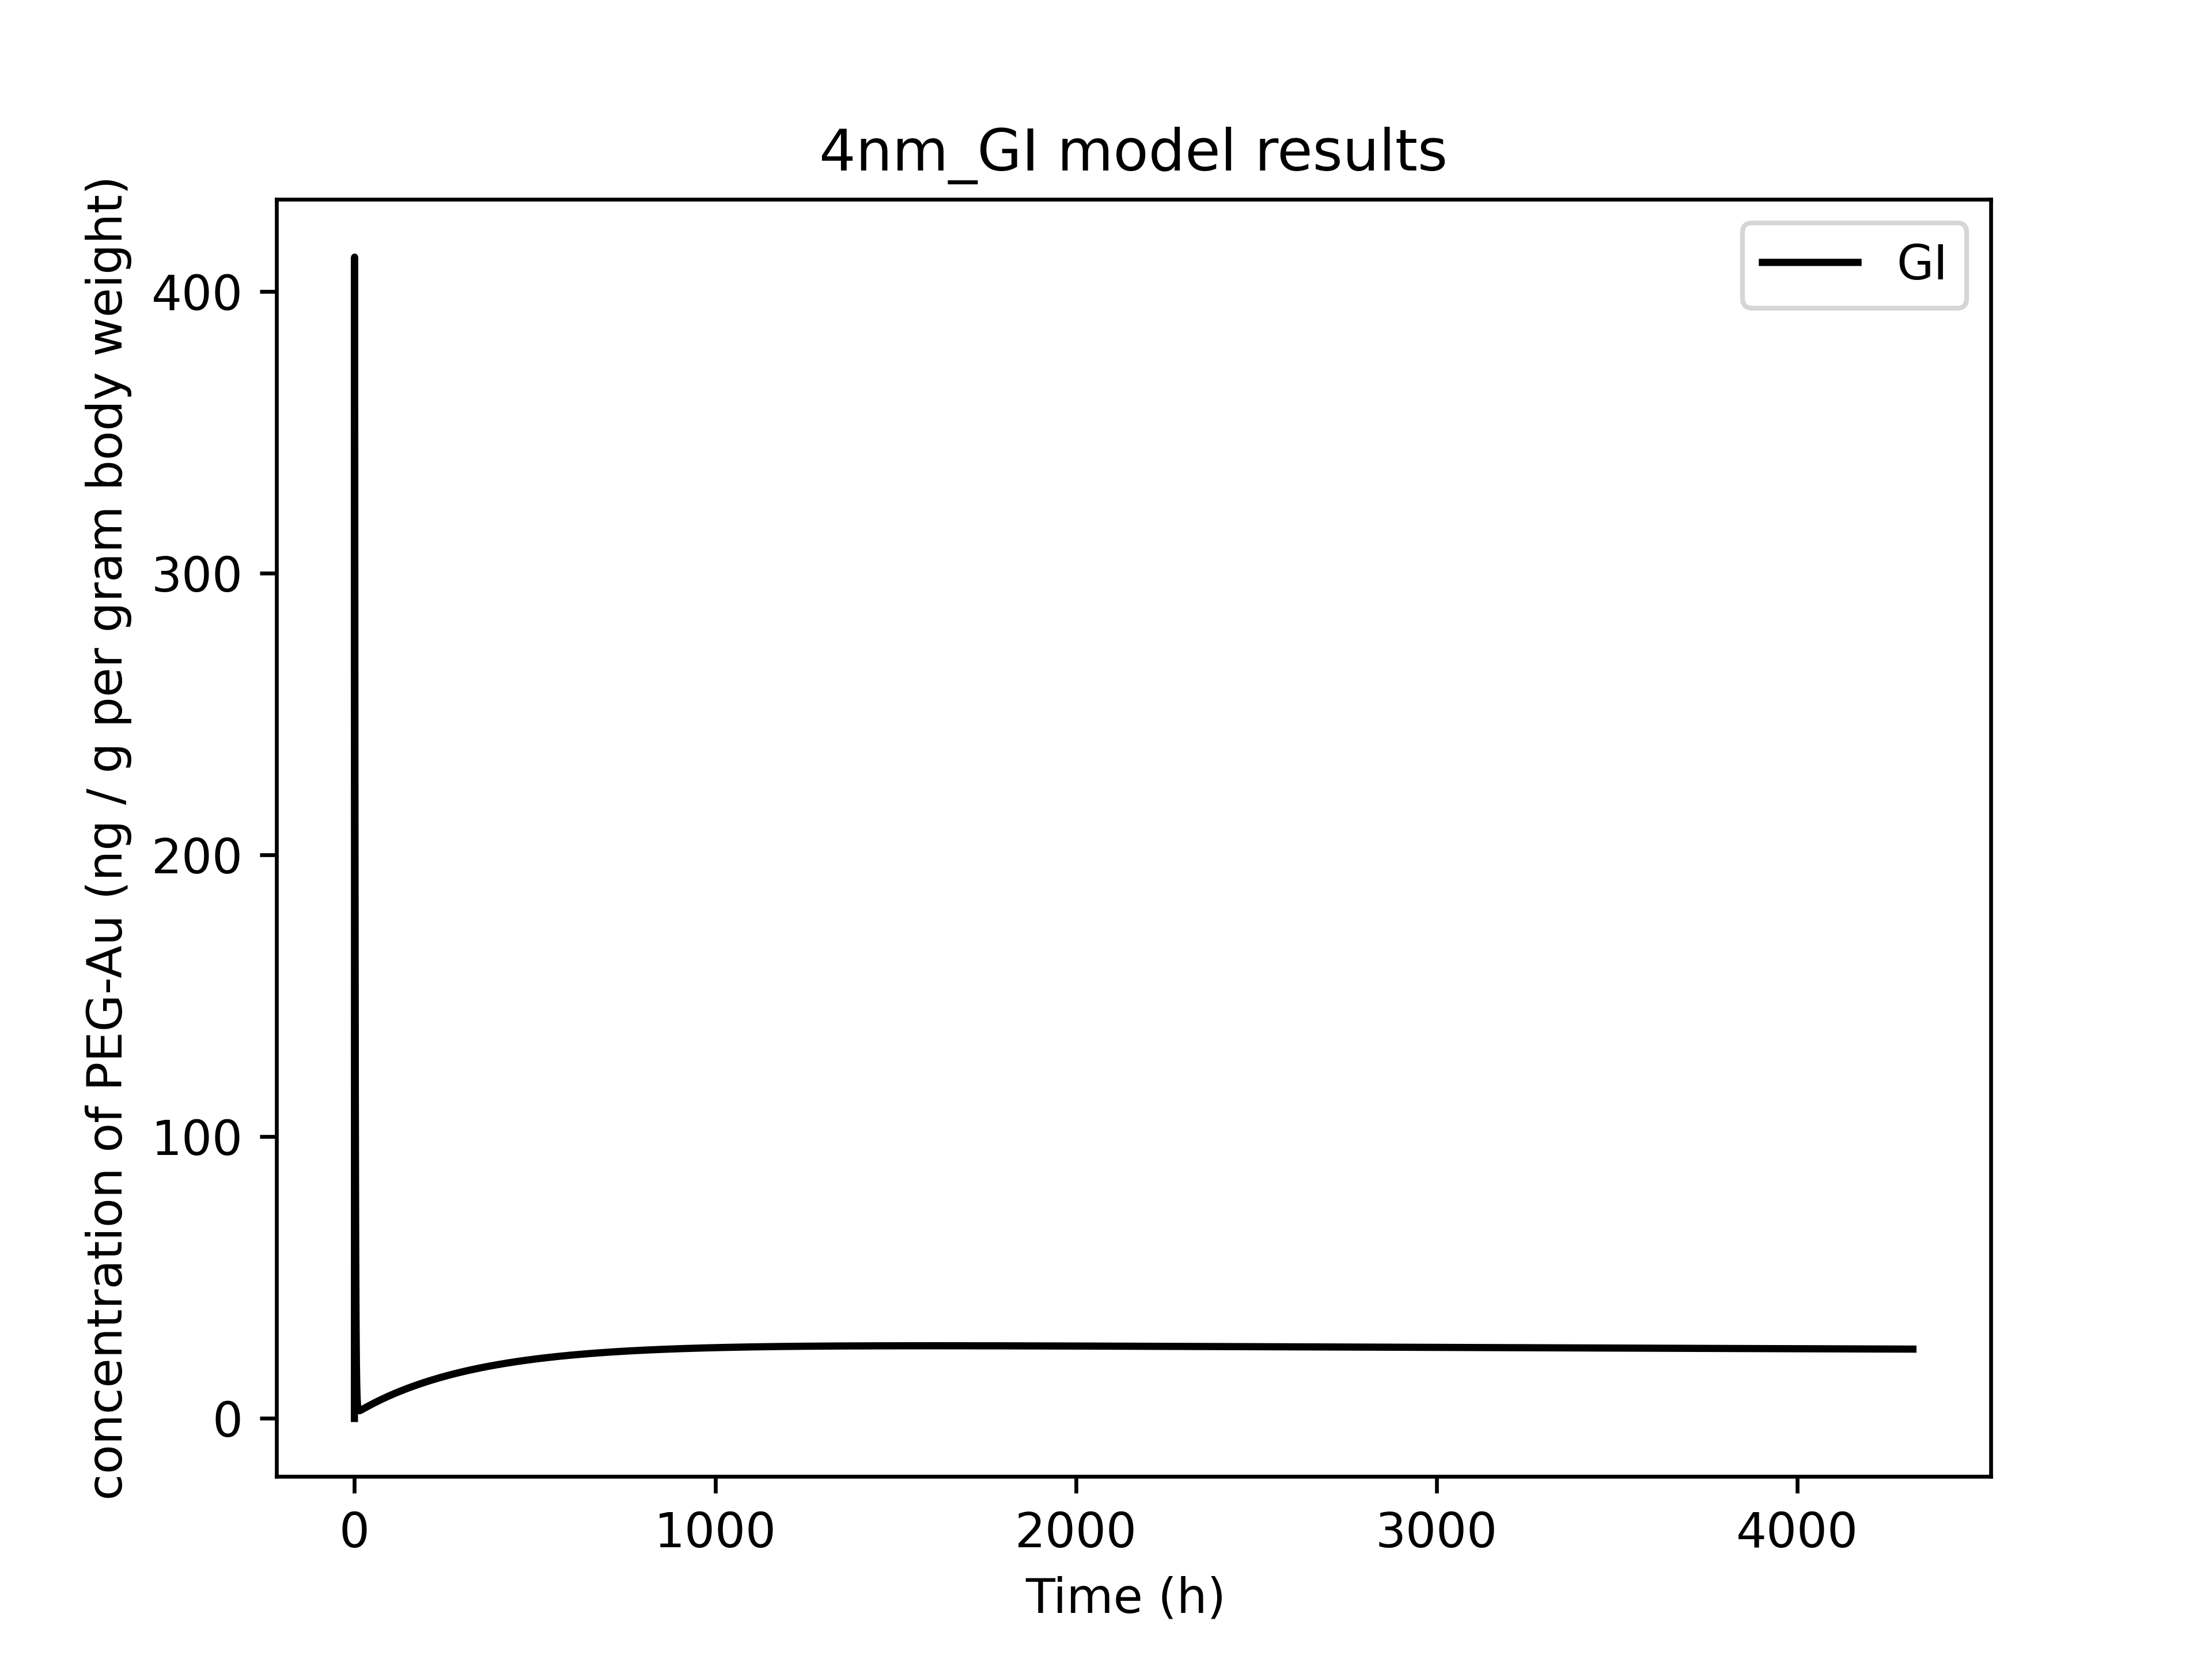 4nm_GI model results
GI
concentration of PEG-Au (ng / g per gram body weight)
400
300
200
100
0
0 1000 2000 3000 4000
Time (h)